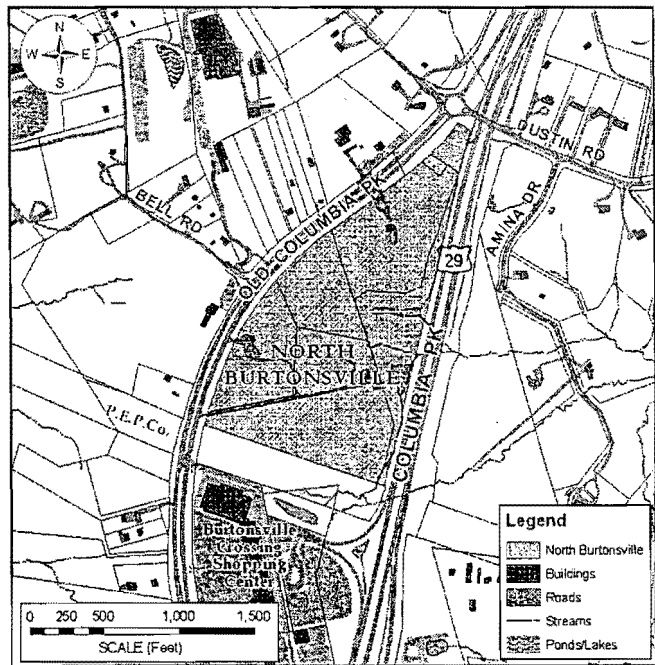 N
W E
S
DUSTIN RD
BELL RD
OLD COLUMBIA PK
AMINA DR
29
NORTH
BURTONSVILLE
COLUMBIA PK
P.E.P.Co.
Burtonsville
Crossing
Shopping
Center
Legend
North Burtonsville
Buildings
Roads
Streams
Ponds/Lakes
0 250 500 1,000 1,500
SCALE (Feet)